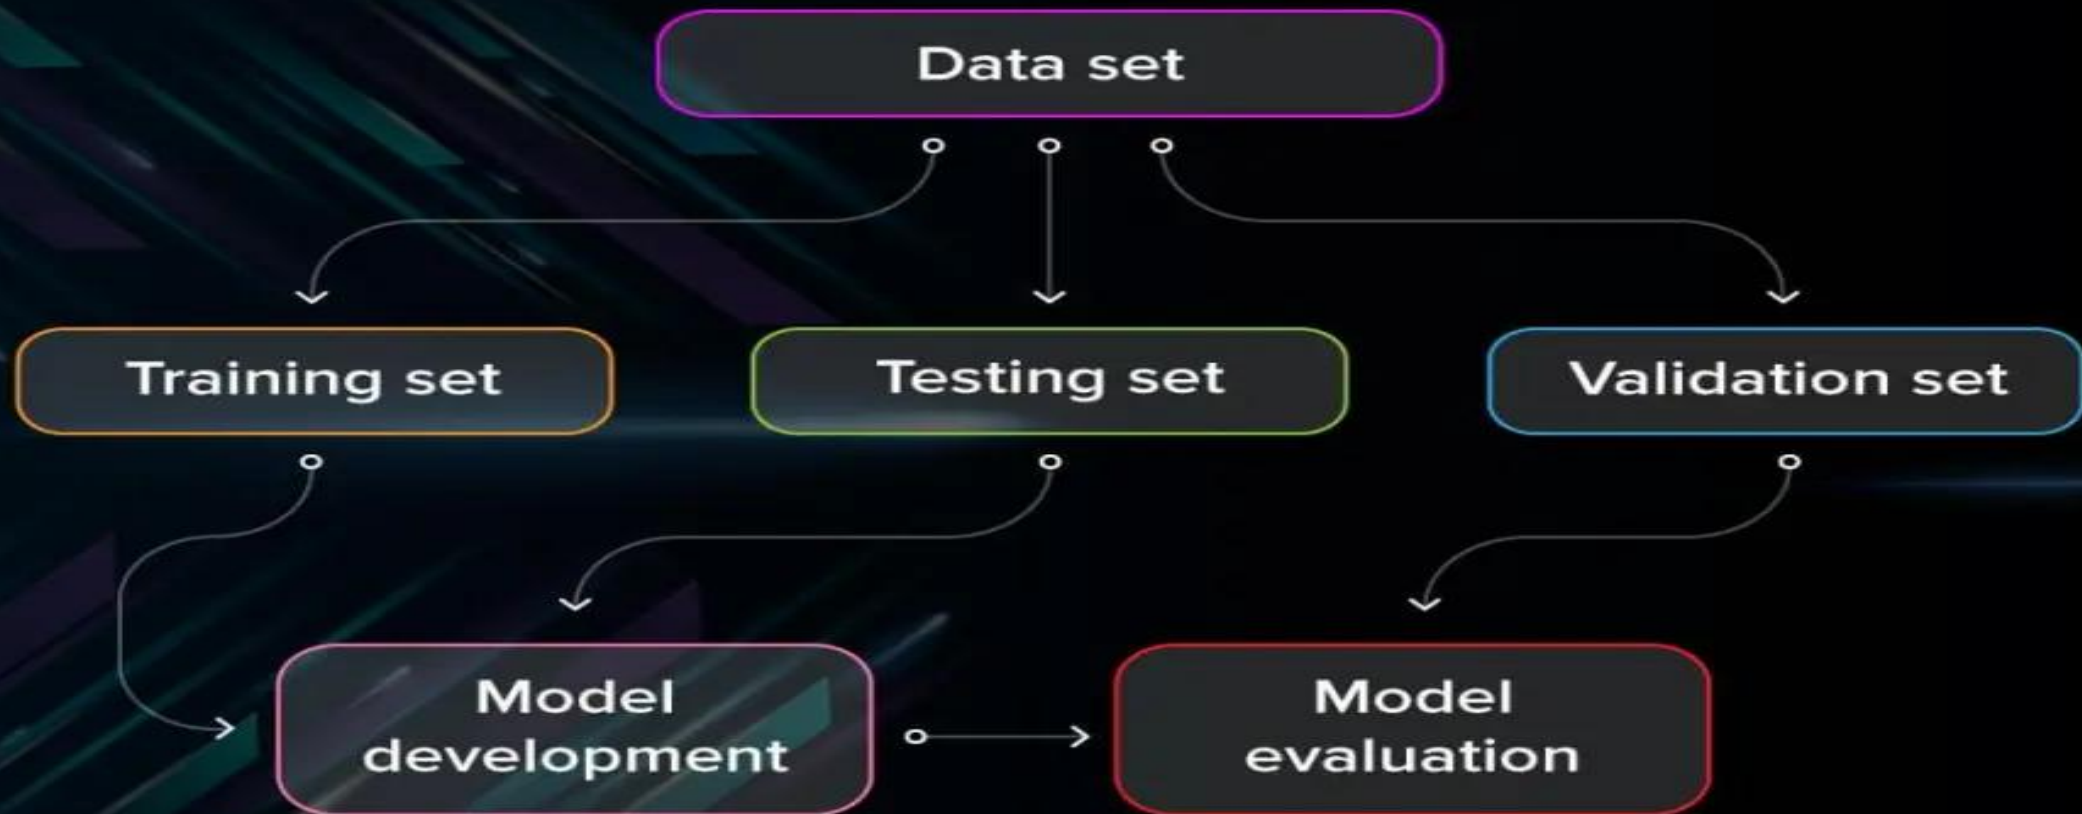 Data set
Training set
Testing set
Validation set
Model
development
Model
evaluation